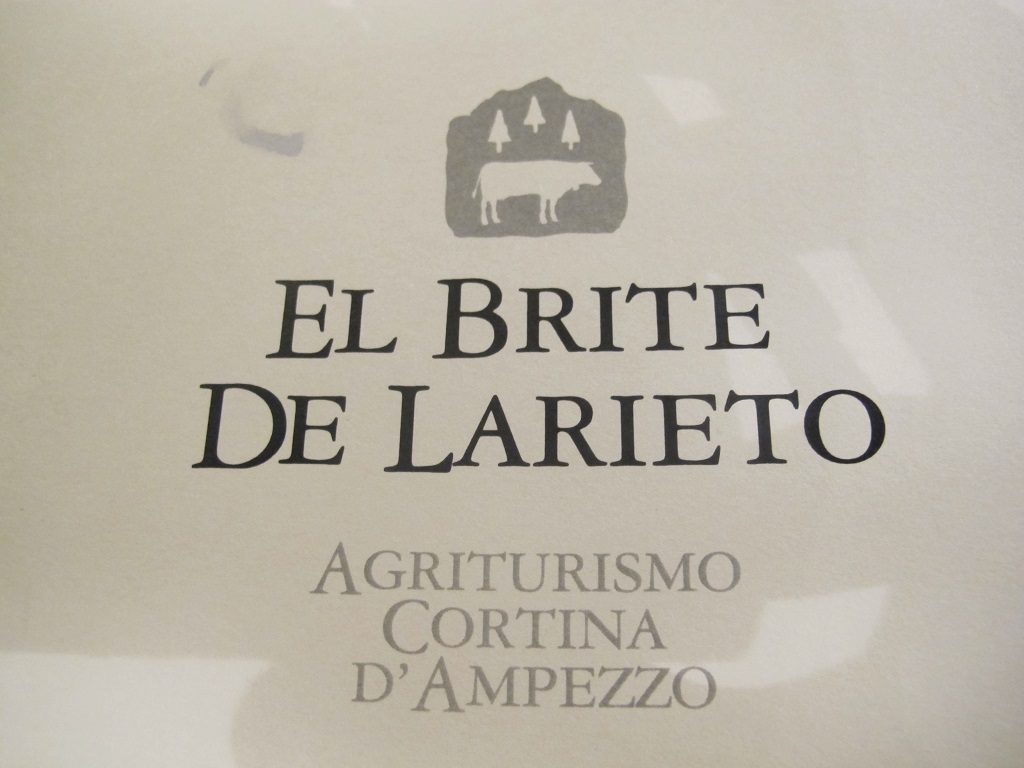 EL BRITE
DE LARIETO
AGRITURISMO
CORTINA
D'AMPEZZO